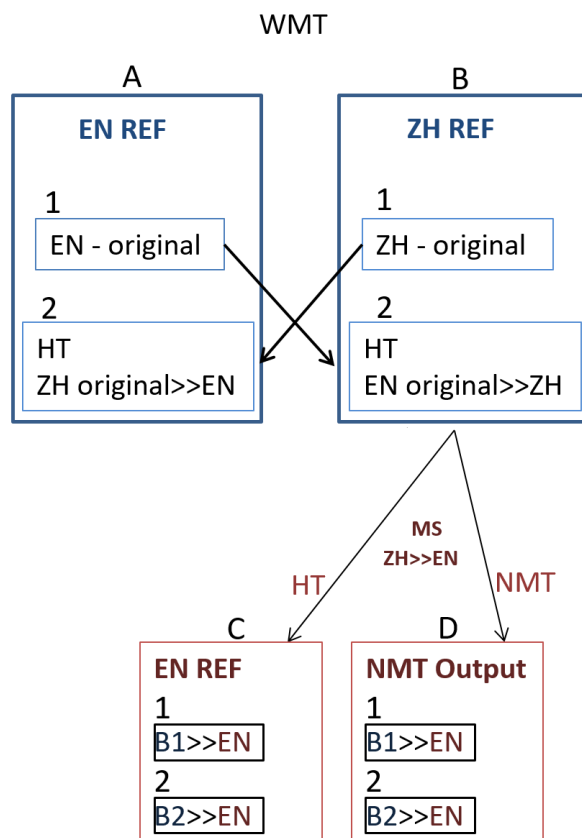 WMT
A
EN REF
1
EN - original
2
HT
ZH original>>EN
B
ZH REF
1
ZH - original
2
HT
EN original>>ZH
MS
ZH>>EN
HT
NMT
C
EN REF
1
B1>>EN
2
B2>>EN
D
NMT Output
1
B1>>EN
2
B2>>EN